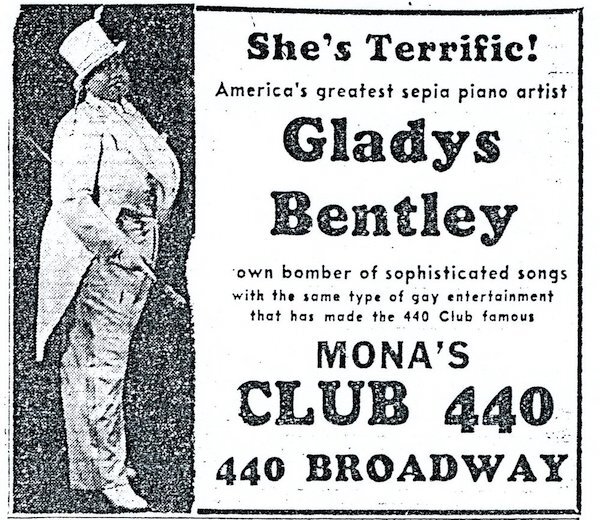 She's Terrific!
America's greatest sepia piano artist
Gladys
Bentley
own bomber of sophisticated songs
with the same type of gay entertainment
that has made the 440 Club famous
MONA'S
CLUB 440
440 BROADWAY